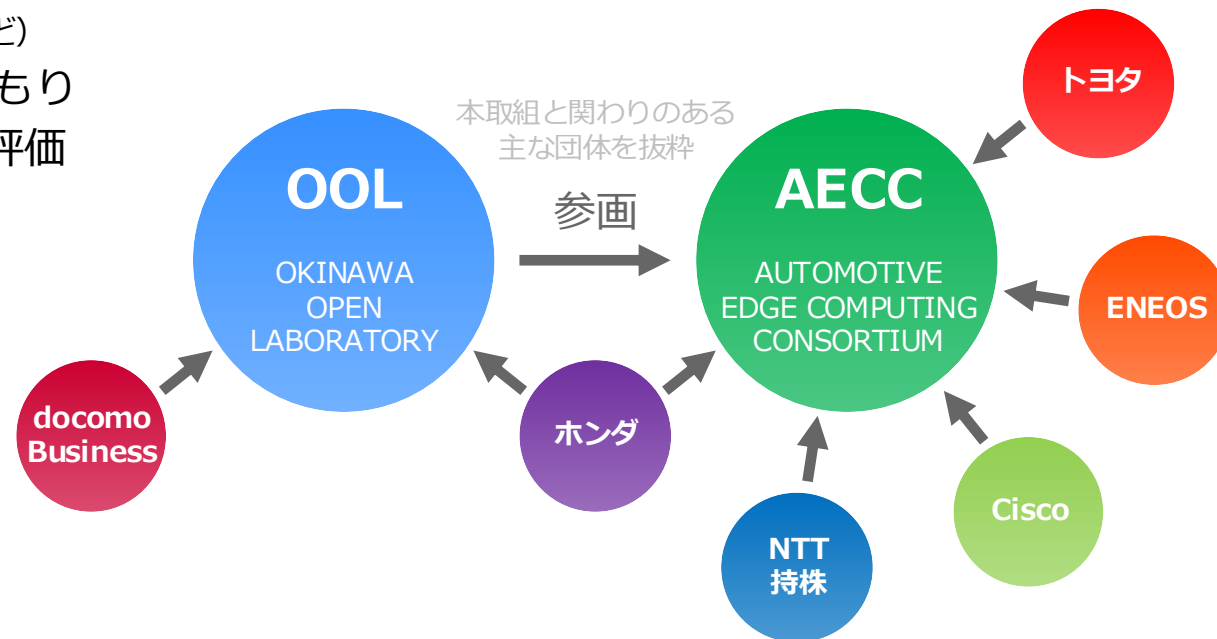 ど)
もり
評価
本取組と関わりのある
主な団体を抜粋
参画
OOL
OKINAWA
OPEN
LABORATORY
AECC
AUTOMOTIVE
EDGE COMPUTING
CONSORTIUM
トヨタ
ENEOS
docomo
Business
ホンダ
Cisco
NTT
持株